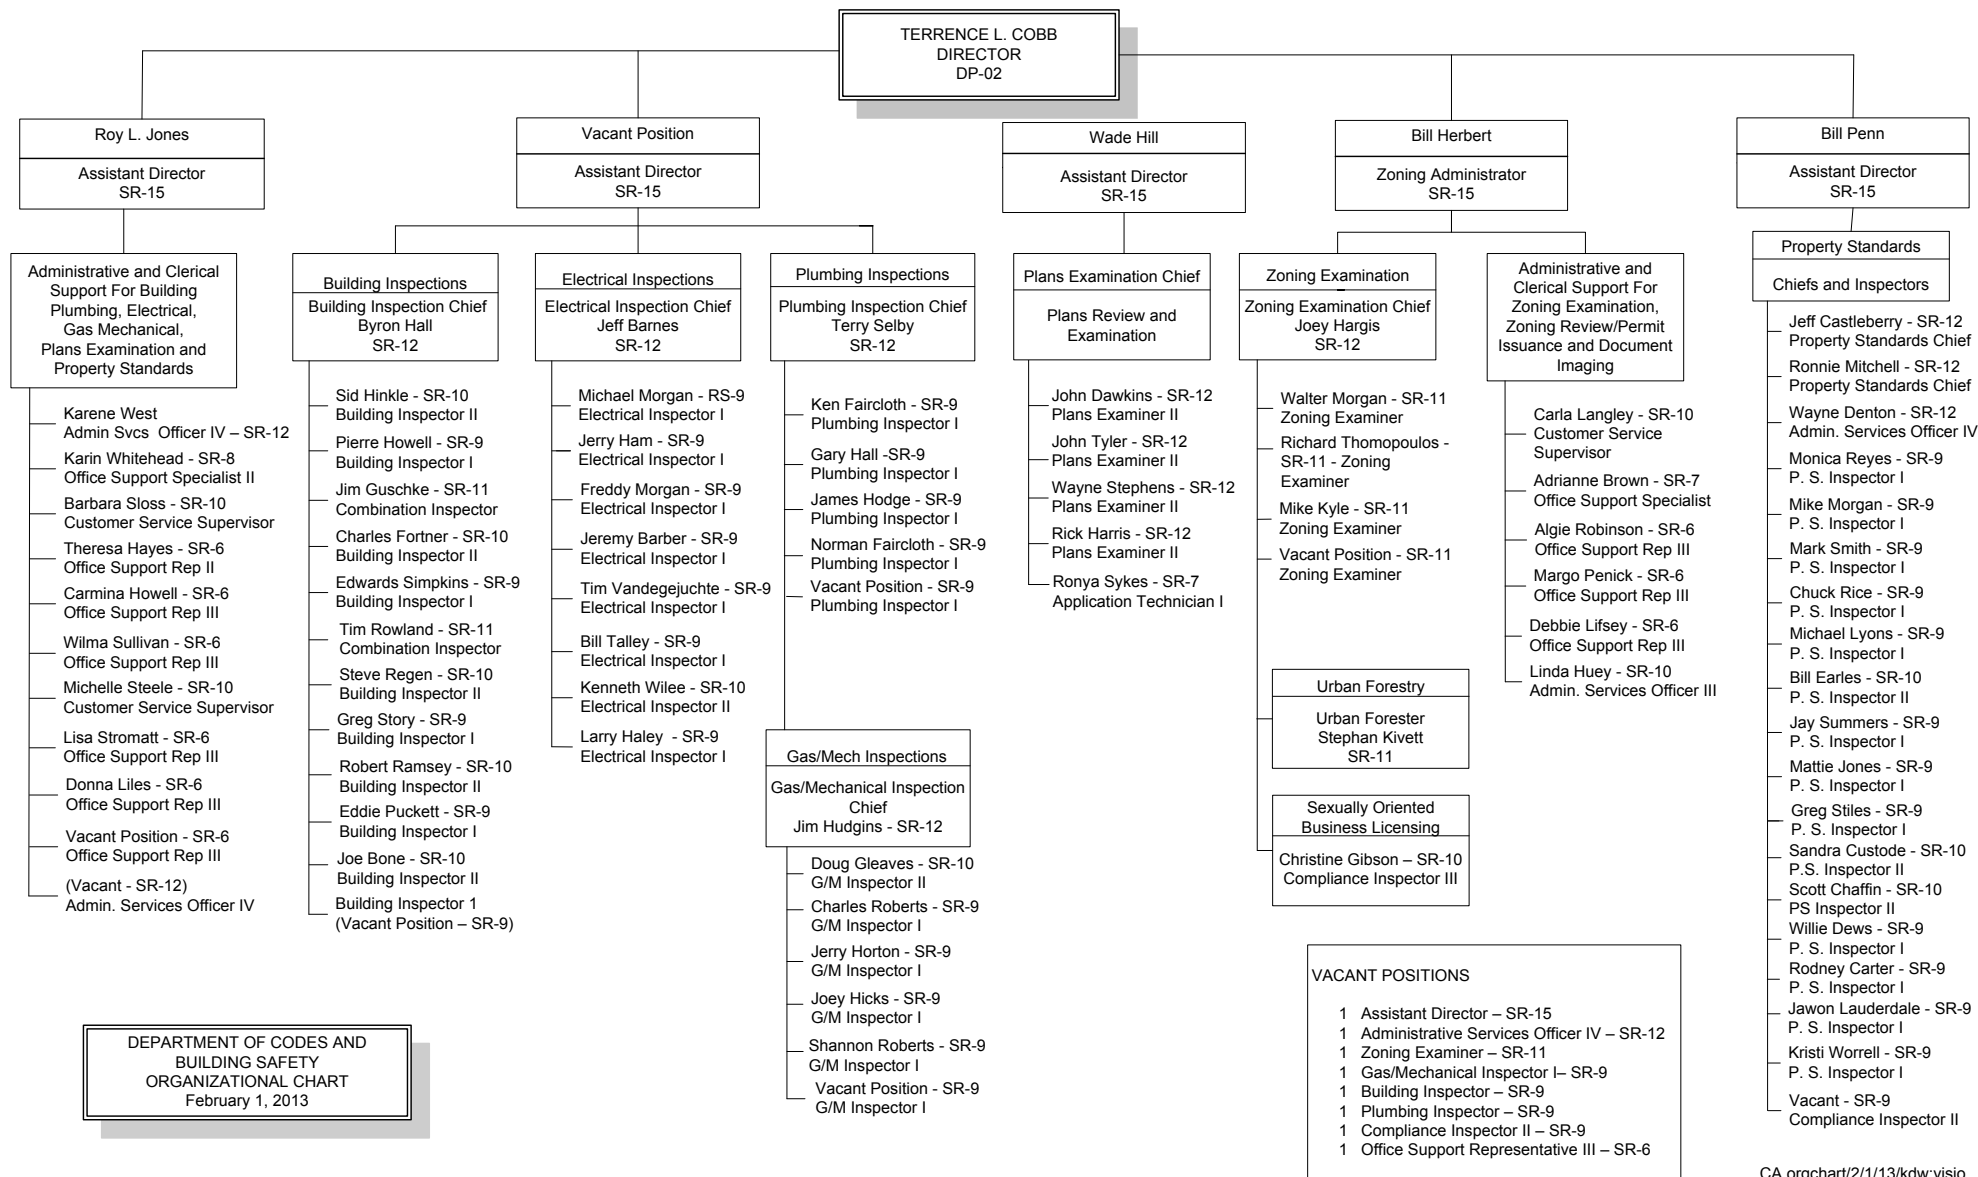 TERRENCE L. COBB
DIRECTOR
DP-02
Roy L. Jones
Assistant Director
SR-15
Vacant Position
Assistant Director
SR-15
Wade Hill
Assistant Director
SR-15
Bill Herbert
Zoning Administrator
SR-15
Bill Penn
Assistant Director
SR-15
Administrative and Clerical
Support For Building
Plumbing, Electrical,
Gas Mechanical,
Plans Examination and
Property Standards
Karene West
Admin Svcs  Officer IV – SR-12
Karin Whitehead - SR-8
Office Support Specialist II
Barbara Sloss - SR-10
Customer Service Supervisor
Theresa Hayes - SR-6
Office Support Rep II
Carmina Howell - SR-6
Office Support Rep III
Wilma Sullivan - SR-6
Office Support Rep III
Michelle Steele - SR-10
Customer Service Supervisor
Lisa Stromatt - SR-6
Office Support Rep III
Donna Liles - SR-6
Office Support Rep III
Vacant Position - SR-6
Office Support Rep III
(Vacant - SR-12)
Admin. Services Officer IV
Building Inspections
Building Inspection Chief
Byron Hall
SR-12
Sid Hinkle - SR-10
Building Inspector II
Pierre Howell - SR-9
Building Inspector I
Jim Guschke - SR-11
Combination Inspector
Charles Fortner - SR-10
Building Inspector II
Edwards Simpkins - SR-9
Building Inspector I
Tim Rowland - SR-11
Combination Inspector
Steve Regen - SR-10
Building Inspector II
Greg Story - SR-9
Building Inspector I
Robert Ramsey - SR-10
Building Inspector II
Eddie Puckett - SR-9
Building Inspector I
Joe Bone - SR-10
Building Inspector II
Building Inspector 1
(Vacant Position – SR-9)
Electrical Inspections
Electrical Inspection Chief
Jeff Barnes
SR-12
Michael Morgan - RS-9
Electrical Inspector I
Jerry Ham - SR-9
Electrical Inspector I
Freddy Morgan - SR-9
Electrical Inspector I
Jeremy Barber - SR-9
Electrical Inspector I
Tim Vandegejuchte - SR-9
Electrical Inspector I
Bill Talley - SR-9
Electrical Inspector I
Kenneth Wilee - SR-10
Electrical Inspector II
Larry Haley  - SR-9
Electrical Inspector I
Plumbing Inspections
Plumbing Inspection Chief
Terry Selby
SR-12
Ken Faircloth - SR-9
Plumbing Inspector I
Gary Hall -SR-9
Plumbing Inspector I
James Hodge - SR-9
Plumbing Inspector I
Norman Faircloth - SR-9
Plumbing Inspector I
Vacant Position - SR-9
Plumbing Inspector I
Gas/Mech Inspections
Gas/Mechanical Inspection
Chief
Jim Hudgins - SR-12
Doug Gleaves - SR-10
G/M Inspector II
Charles Roberts - SR-9
G/M Inspector I
Jerry Horton - SR-9
G/M Inspector I
Joey Hicks - SR-9
G/M Inspector I
Shannon Roberts - SR-9
G/M Inspector I
Vacant Position - SR-9
G/M Inspector I
Plans Examination Chief
Plans Review and
Examination
John Dawkins - SR-12
Plans Examiner II
John Tyler - SR-12
Plans Examiner II
Wayne Stephens - SR-12
Plans Examiner II
Rick Harris - SR-12
Plans Examiner II
Ronya Sykes - SR-7
Application Technician I
Zoning Examination
Zoning Examination Chief
Joey Hargis
SR-12
Walter Morgan - SR-11
Zoning Examiner
Richard Thomopoulos -
SR-11 - Zoning
Examiner
Mike Kyle - SR-11
Zoning Examiner
Vacant Position - SR-11
Zoning Examiner
Urban Forestry
Urban Forester
Stephan Kivett
SR-11
Sexually Oriented
Business Licensing
Christine Gibson – SR-10
Compliance Inspector III
Administrative and
Clerical Support For
Zoning Examination,
Zoning Review/Permit
Issuance and Document
Imaging
Carla Langley - SR-10
Customer Service
Supervisor
Adrianne Brown - SR-7
Office Support Specialist
Algie Robinson - SR-6
Office Support Rep III
Margo Penick - SR-6
Office Support Rep III
Debbie Lifsey - SR-6
Office Support Rep III
Linda Huey - SR-10
Admin. Services Officer III
Property Standards
Chiefs and Inspectors
Jeff Castleberry - SR-12
Property Standards Chief
Ronnie Mitchell - SR-12
Property Standards Chief
Wayne Denton - SR-12
Admin. Services Officer IV
Monica Reyes - SR-9
P. S. Inspector I
Mike Morgan - SR-9
P. S. Inspector I
Mark Smith - SR-9
P. S. Inspector I
Chuck Rice - SR-9
P. S. Inspector I
Michael Lyons - SR-9
P. S. Inspector I
Bill Earles - SR-10
P. S. Inspector II
Jay Summers - SR-9
P. S. Inspector I
Mattie Jones - SR-9
P. S. Inspector I
Greg Stiles - SR-9
P. S. Inspector I
Sandra Custode - SR-10
P.S. Inspector II
Scott Chaffin - SR-10
PS Inspector II
Willie Dews - SR-9
P. S. Inspector I
Rodney Carter - SR-9
P. S. Inspector I
Jawon Lauderdale - SR-9
P. S. Inspector I
Kristi Worrell - SR-9
P. S. Inspector I
Vacant - SR-9
Compliance Inspector II
DEPARTMENT OF CODES AND
BUILDING SAFETY
ORGANIZATIONAL CHART
February 1, 2013
VACANT POSITIONS
1 Assistant Director – SR-15
1 Administrative Services Officer IV – SR-12
1 Zoning Examiner – SR-11
1 Gas/Mechanical Inspector I– SR-9
1 Building Inspector – SR-9
1 Plumbing Inspector – SR-9
1 Compliance Inspector II – SR-9
1 Office Support Representative III – SR-6
CA orgchart/2/1/13/kdw:visio